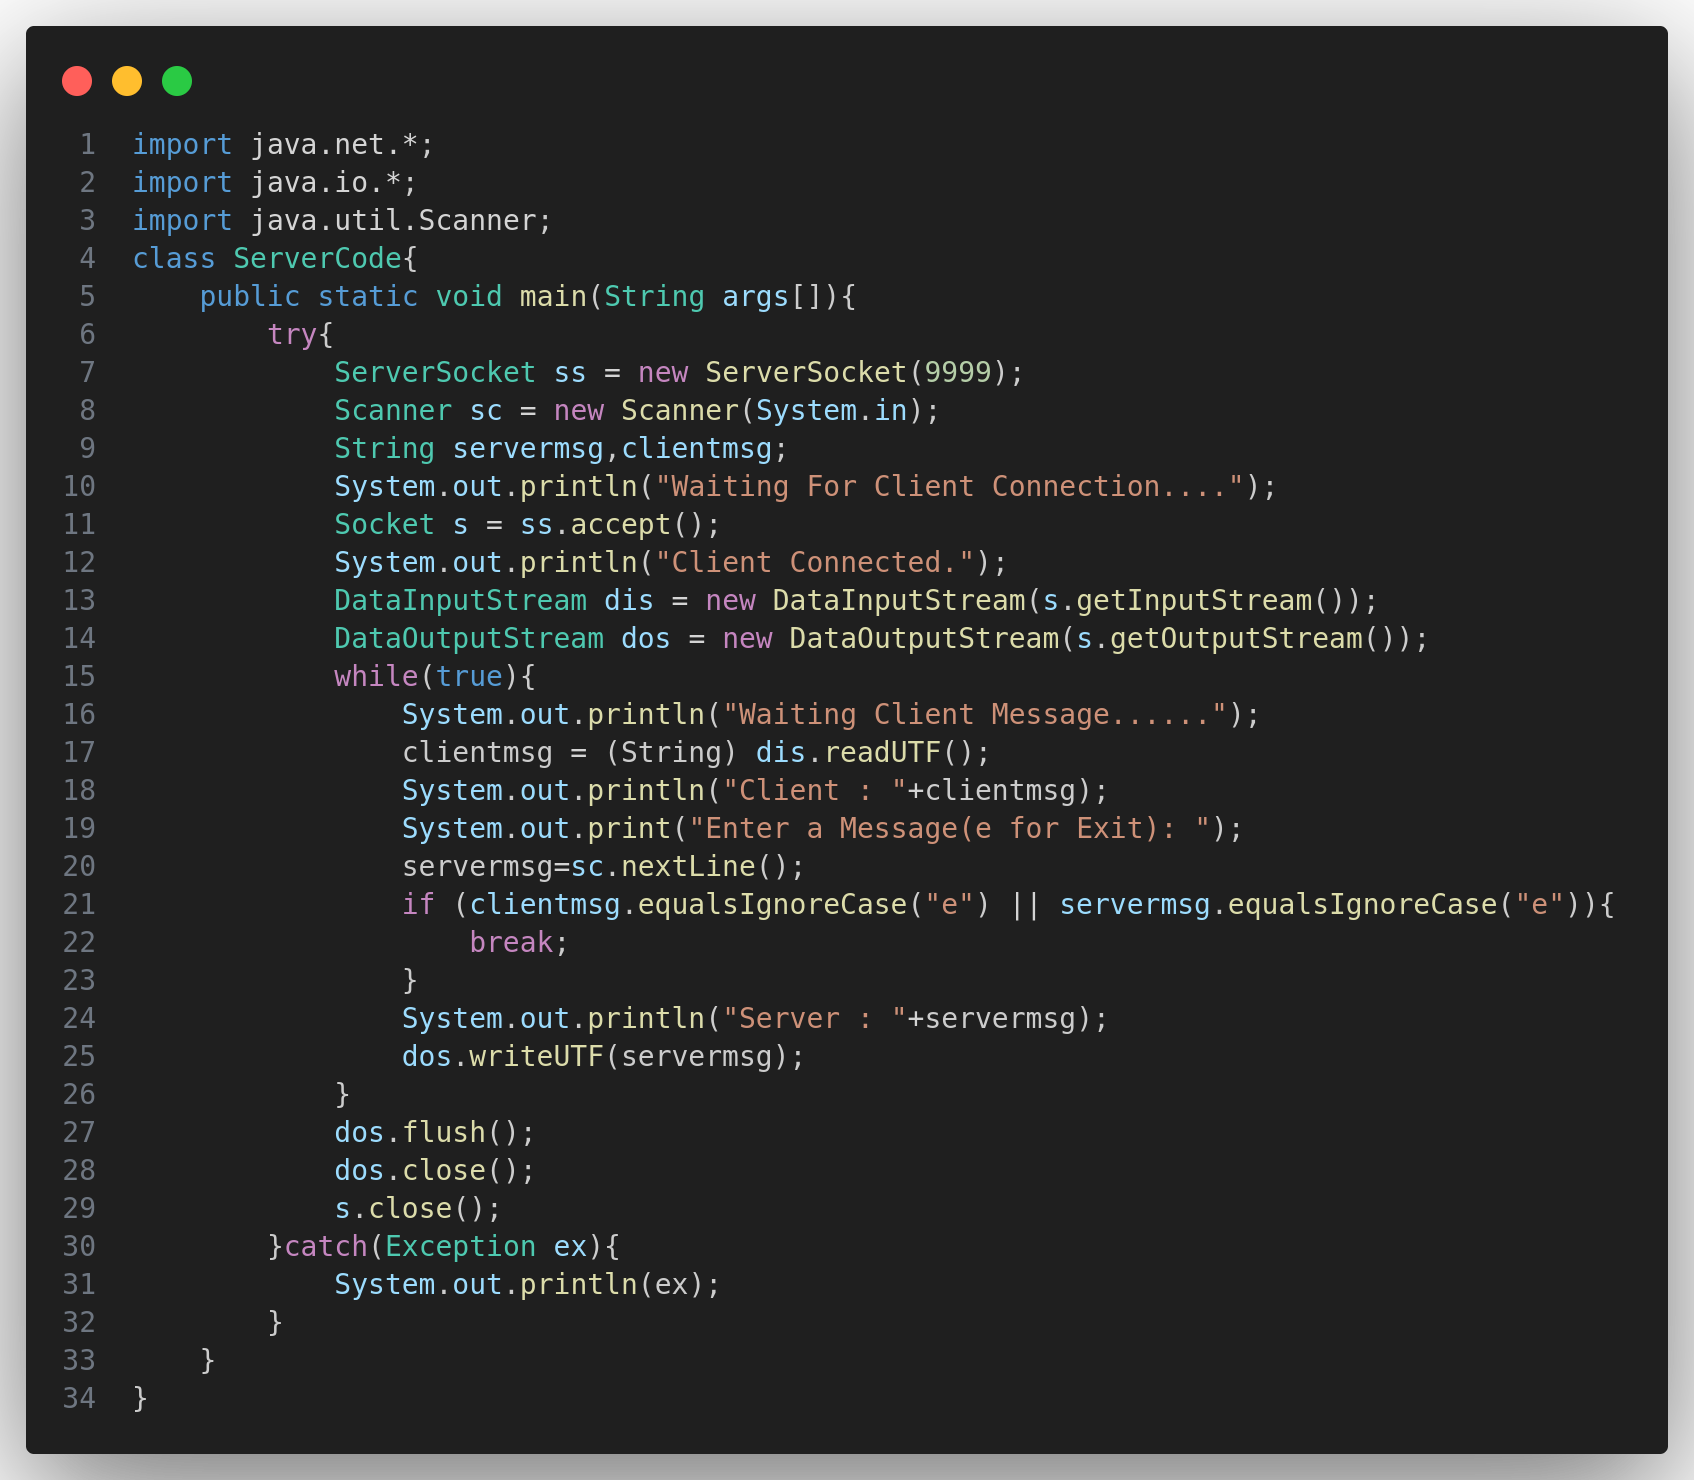 1 import java.net.*;
2 import java.io.*;
3 import java.util.Scanner;
4 class ServerCode{
5     public static void main(String args[]){
6         try{
7             ServerSocket ss = new ServerSocket(9999);
8             Scanner sc = new Scanner(System.in);
9             String servermsg,clientmsg;
10             System.out.println("Waiting For Client Connection....");
11             Socket s = ss.accept();
12             System.out.println("Client Connected.");
13             DataInputStream dis = new DataInputStream(s.getInputStream());
14             DataOutputStream dos = new DataOutputStream(s.getOutputStream());
15             while(true){
16                 System.out.println("Waiting Client Message......");
17                 clientmsg = (String) dis.readUTF();
18                 System.out.println("Client : "+clientmsg);
19                 System.out.print("Enter a Message(e for Exit): ");
20                 servermsg=sc.nextLine();
21                 if (clientmsg.equalsIgnoreCase("e") || servermsg.equalsIgnoreCase("e")){
22                     break;
23                 }
24                 System.out.println("Server : "+servermsg);
25                 dos.writeUTF(servermsg);
26             }
27             dos.flush();
28             dos.close();
29             s.close();
30         }catch(Exception ex){
31             System.out.println(ex);
32         }
33     }
34 }